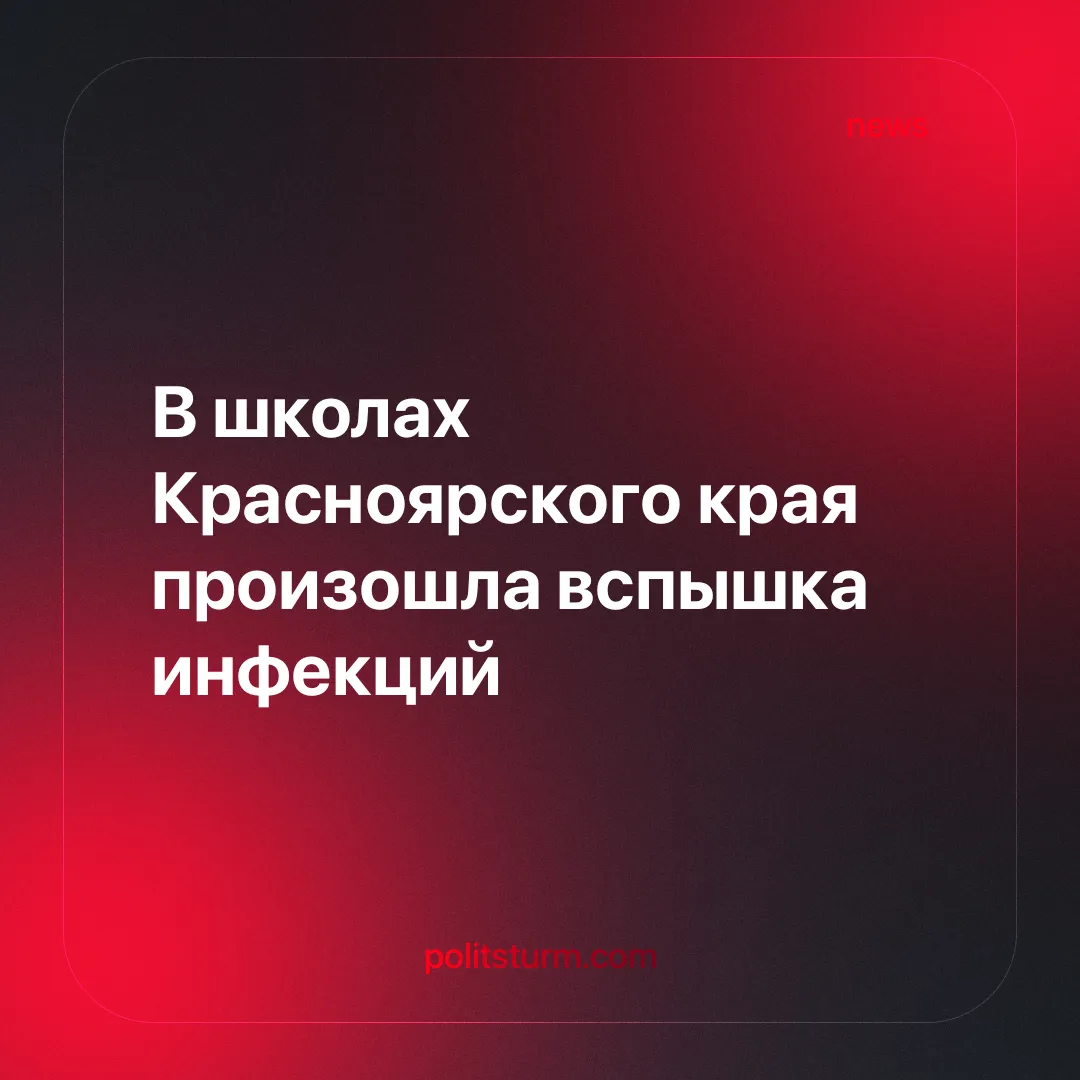 news
В школах
Красноярского края
произошла вспышка
инфекций
politsturm.com